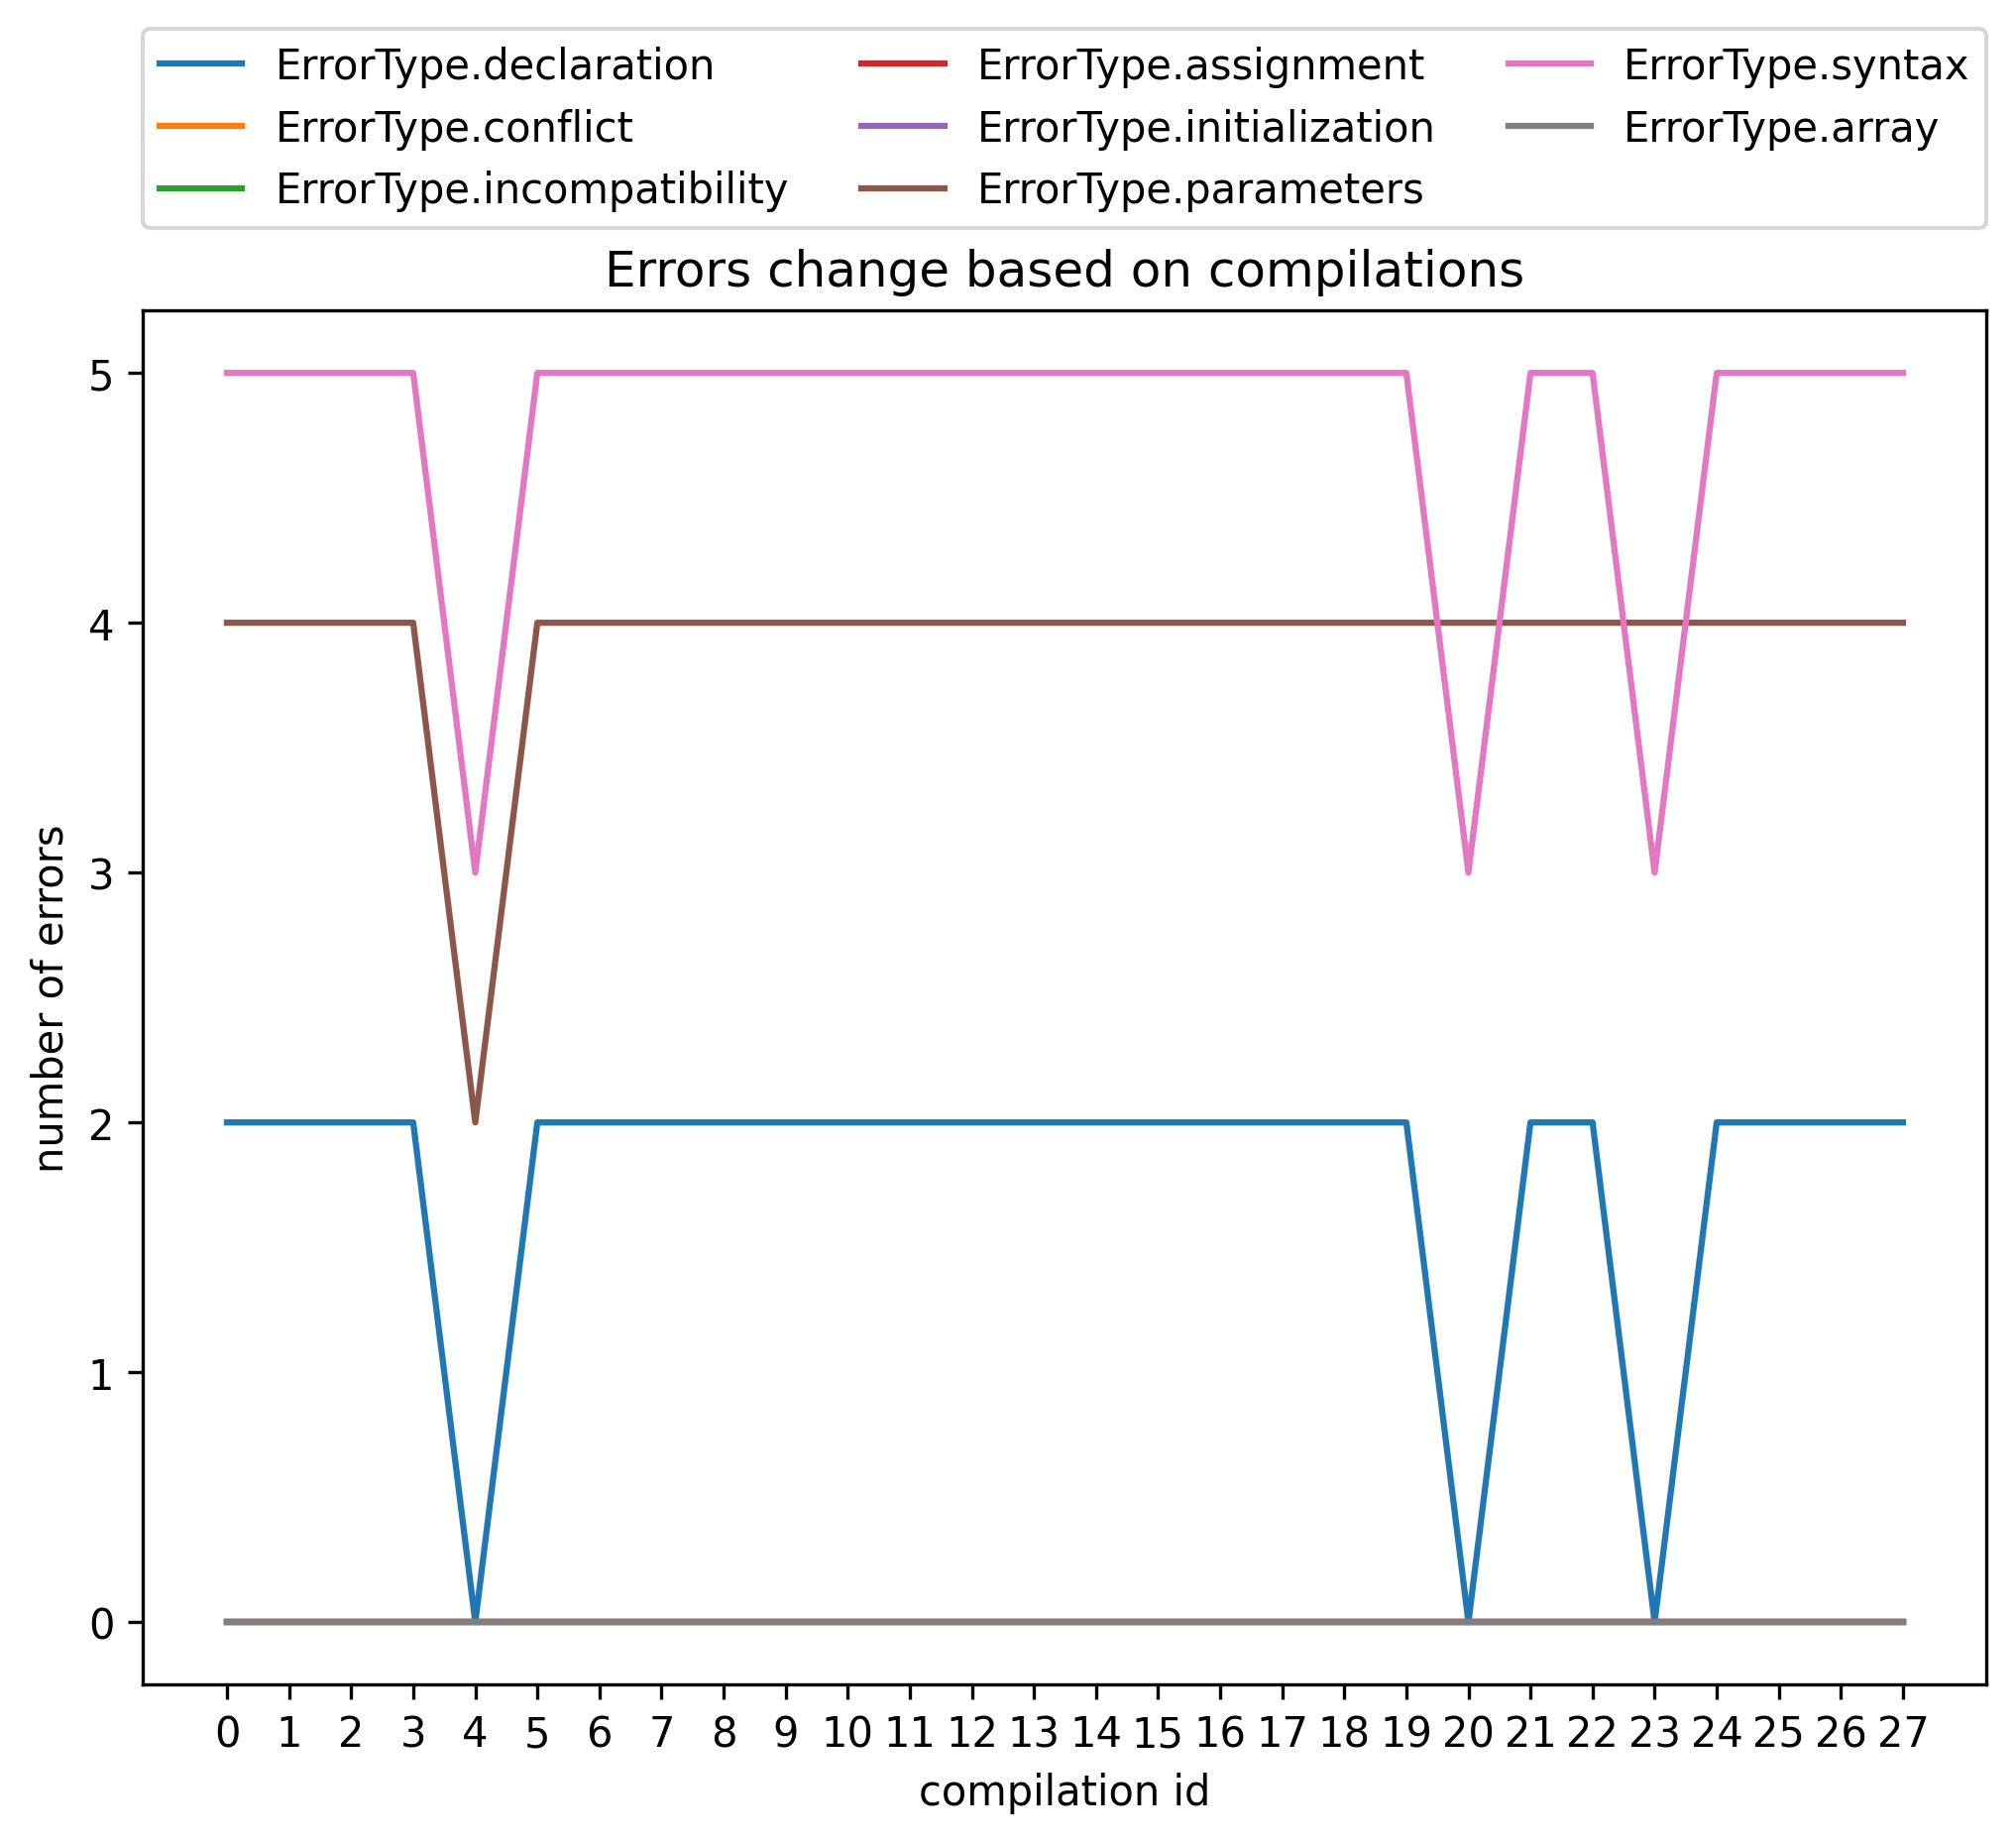 ErrorType.declaration
ErrorType.conflict
ErrorType.incompatibility
ErrorType.assignment
ErrorType.initialization
ErrorType.parameters
ErrorType.syntax
ErrorType.array
Errors change based on compilations
number of errors
5
4
3
2
1
0
0 1 2 3 4 5 6 7 8 9 10 11 12 13 14 15 16 17 18 19 20 21 22 23 24 25 26 27
compilation id